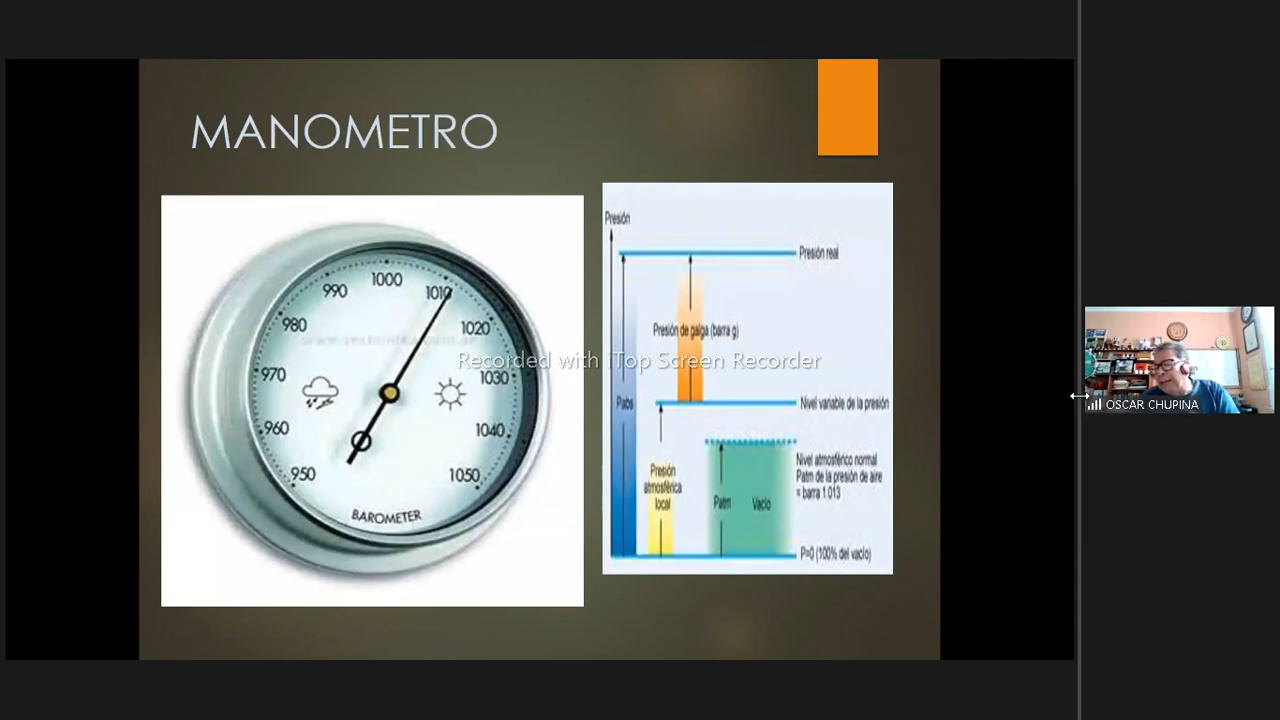 MANOMETRO
1000
990
1010
980
1020
970
1030
960
1040
950
1050
BAROMETER
Recorded with iTop Screen Recorder
Presión
Presión real
Presión de galga (barra g)
Pabs
Nivel variable de la presión
Presión
atmosférica
local
Patm
Vacío
Nivel atmosférico normal
Patm de la presión de aire
= barra 1.013
P=0 (100% del vacío)
OSCAR CHUPINA